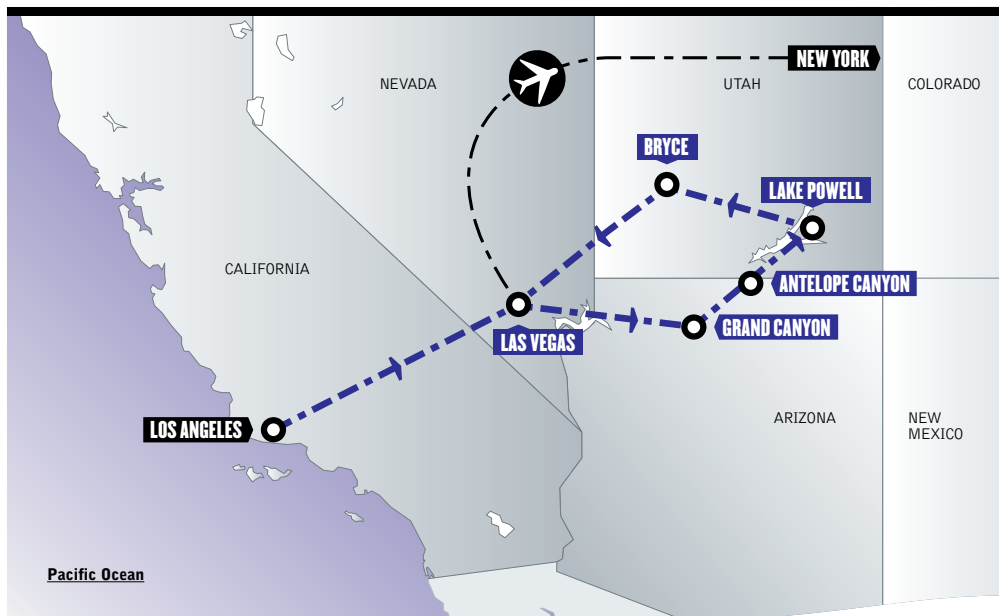 NEW YORK
NEVADA
UTAH
COLORADO
BRYCE
LAKE POWELL
CALIFORNIA
ANTELOPE CANYON
GRAND CANYON
LAS VEGAS
LOS ANGELES
ARIZONA
NEW
MEXICO
Pacific Ocean